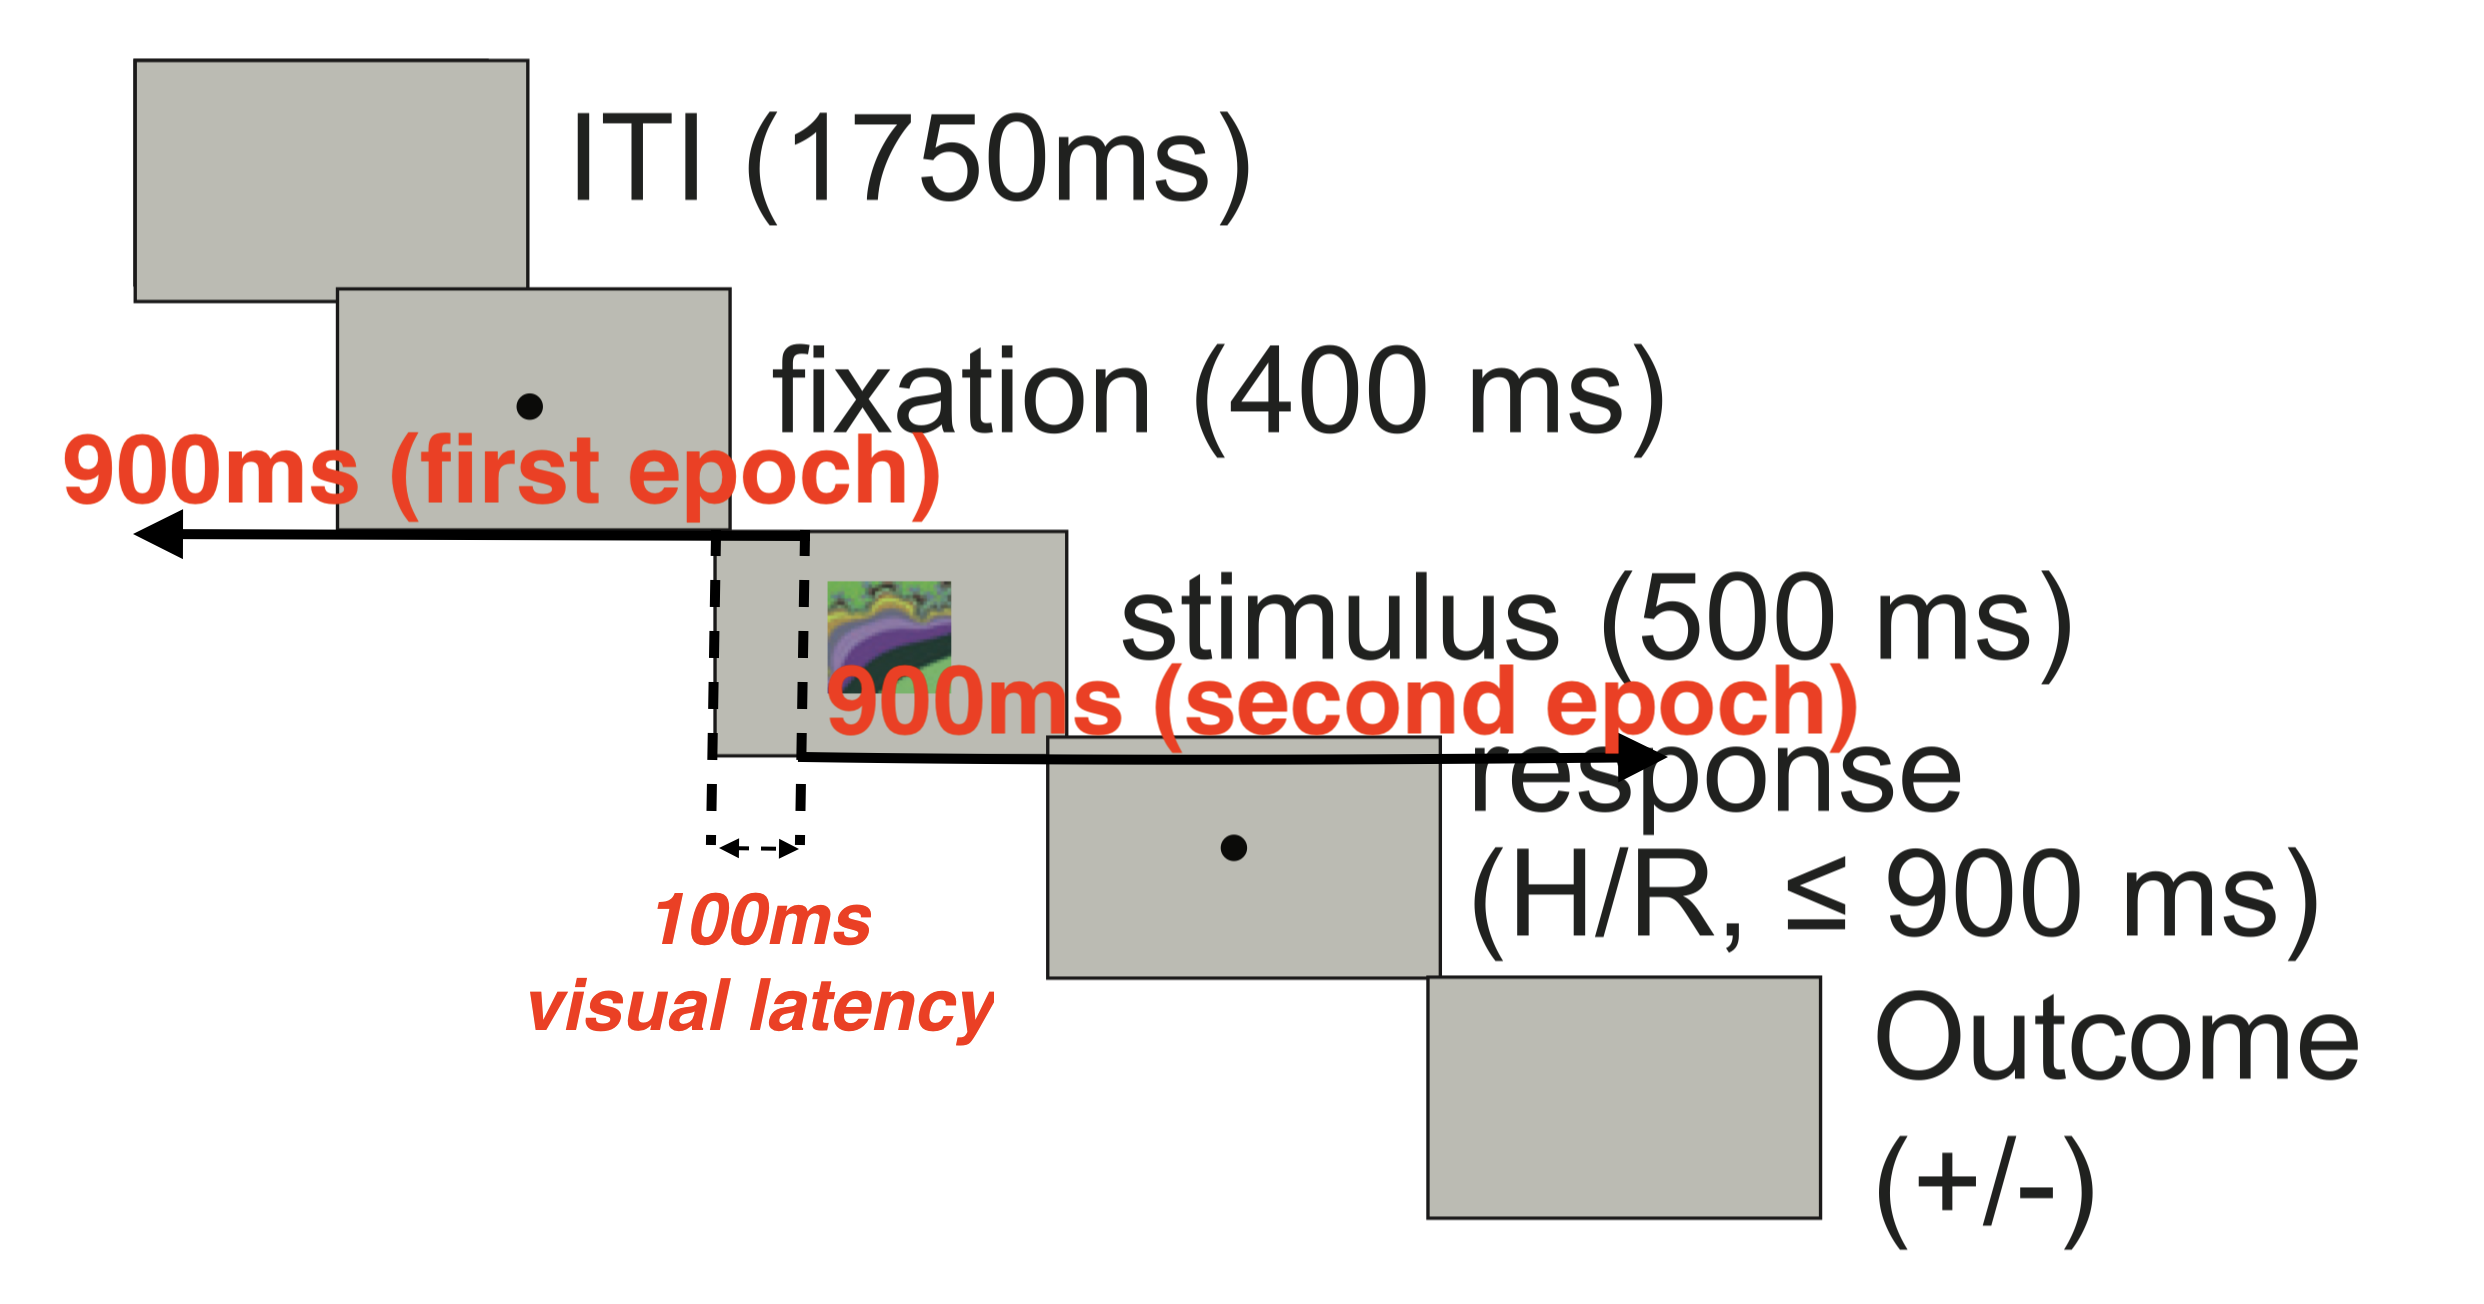 ITI (1750ms)
fixation (400 ms)
900ms (first epoch)
stimulus (500 ms)
900ms (second epoch)
response
(H/R, ≤ 900 ms)
100ms
visual latency
Outcome
(+/-)